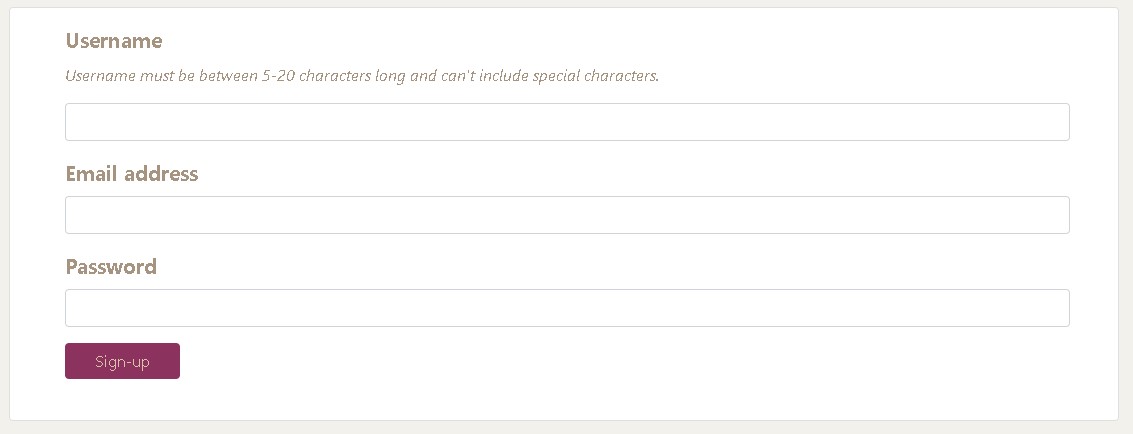 Username
Username must be between 5-20 characters long and can't include special characters.
Email address
Password
Sign-up